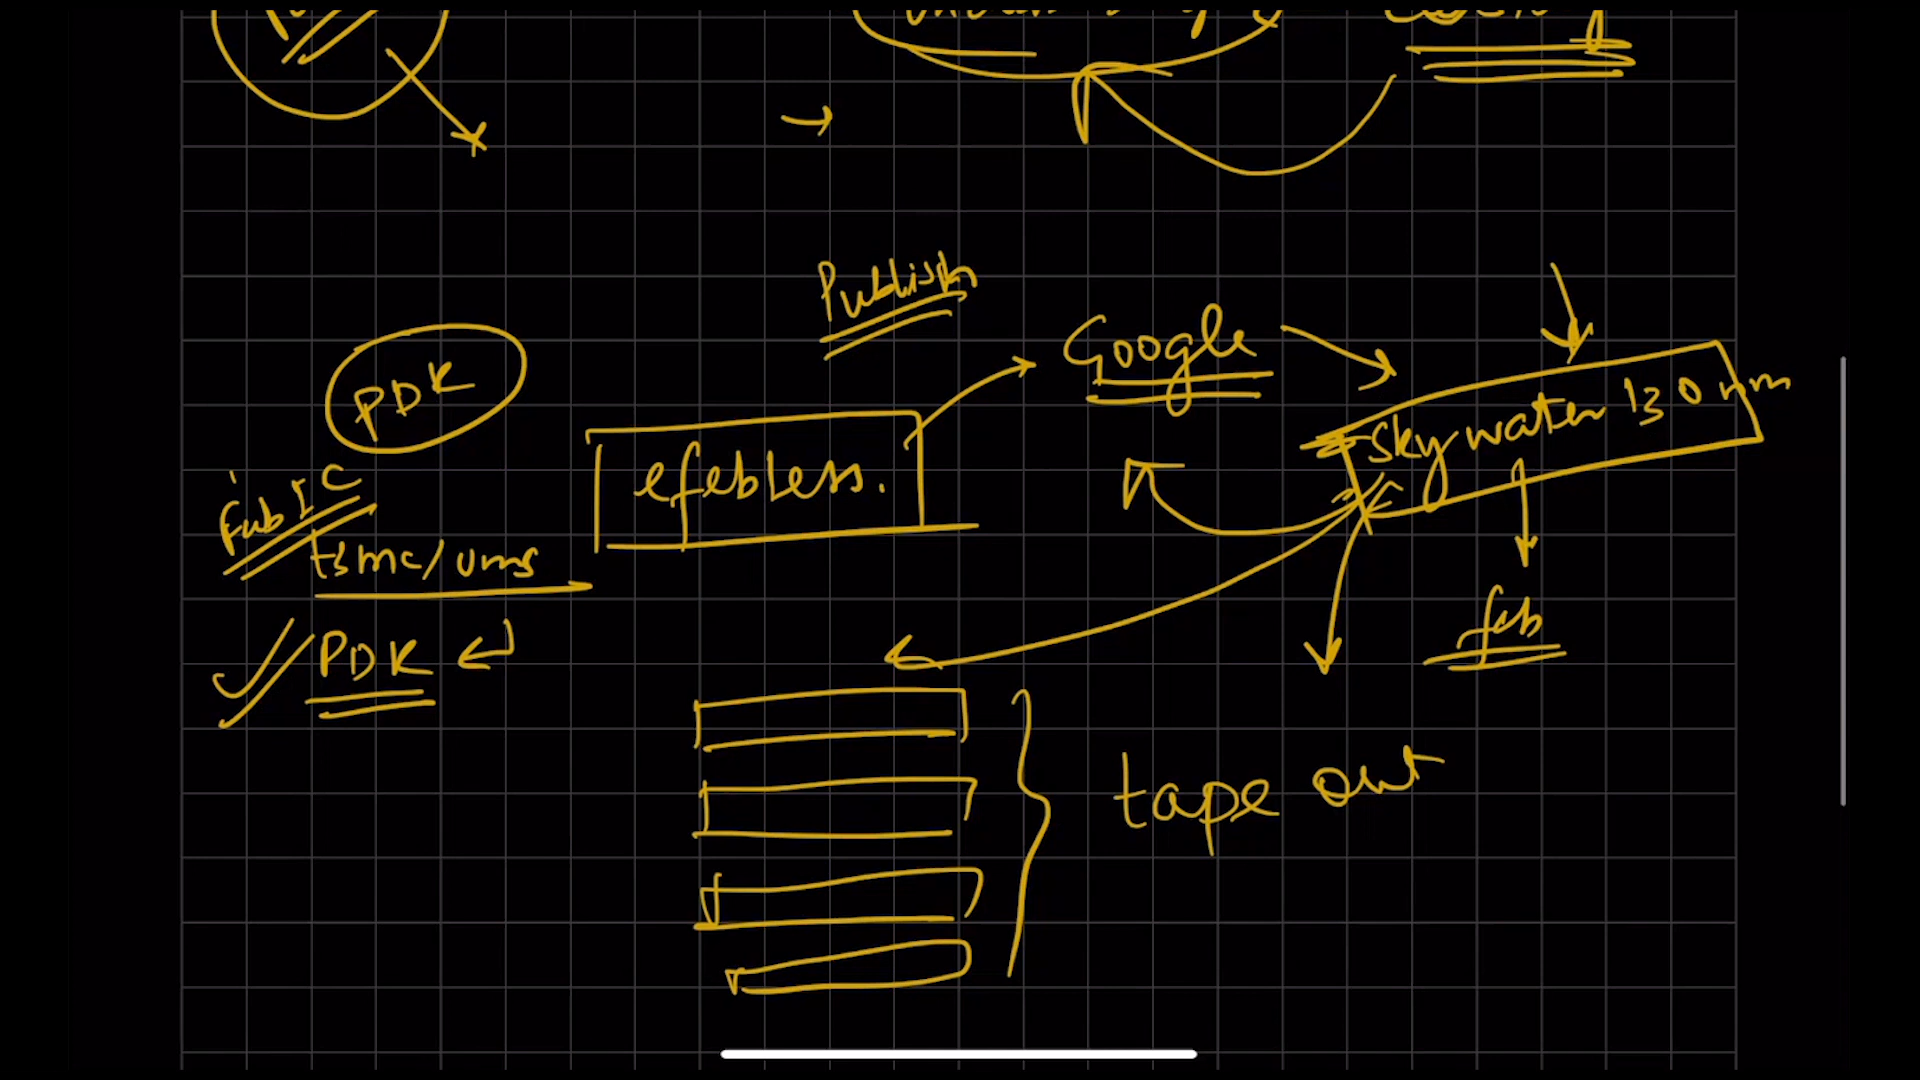 Publish
Google
PDK
skywater 130 nm
efebless.
Fab IC
tsmc/ums
fab
PDK
tape out